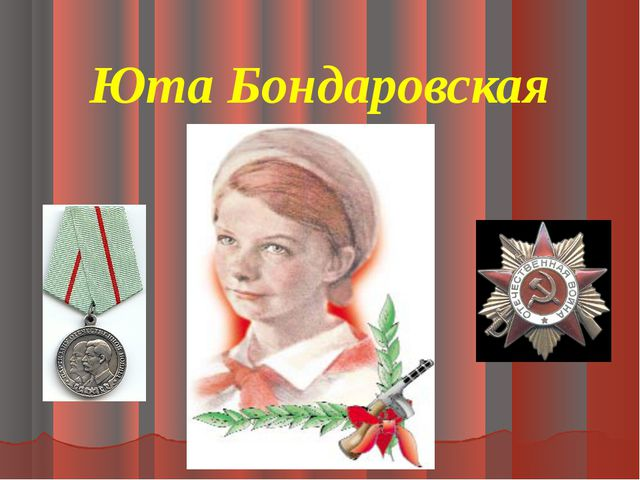 Юта Бондаровская
ОТЕЧЕСТВЕННАЯ ВОЙНА